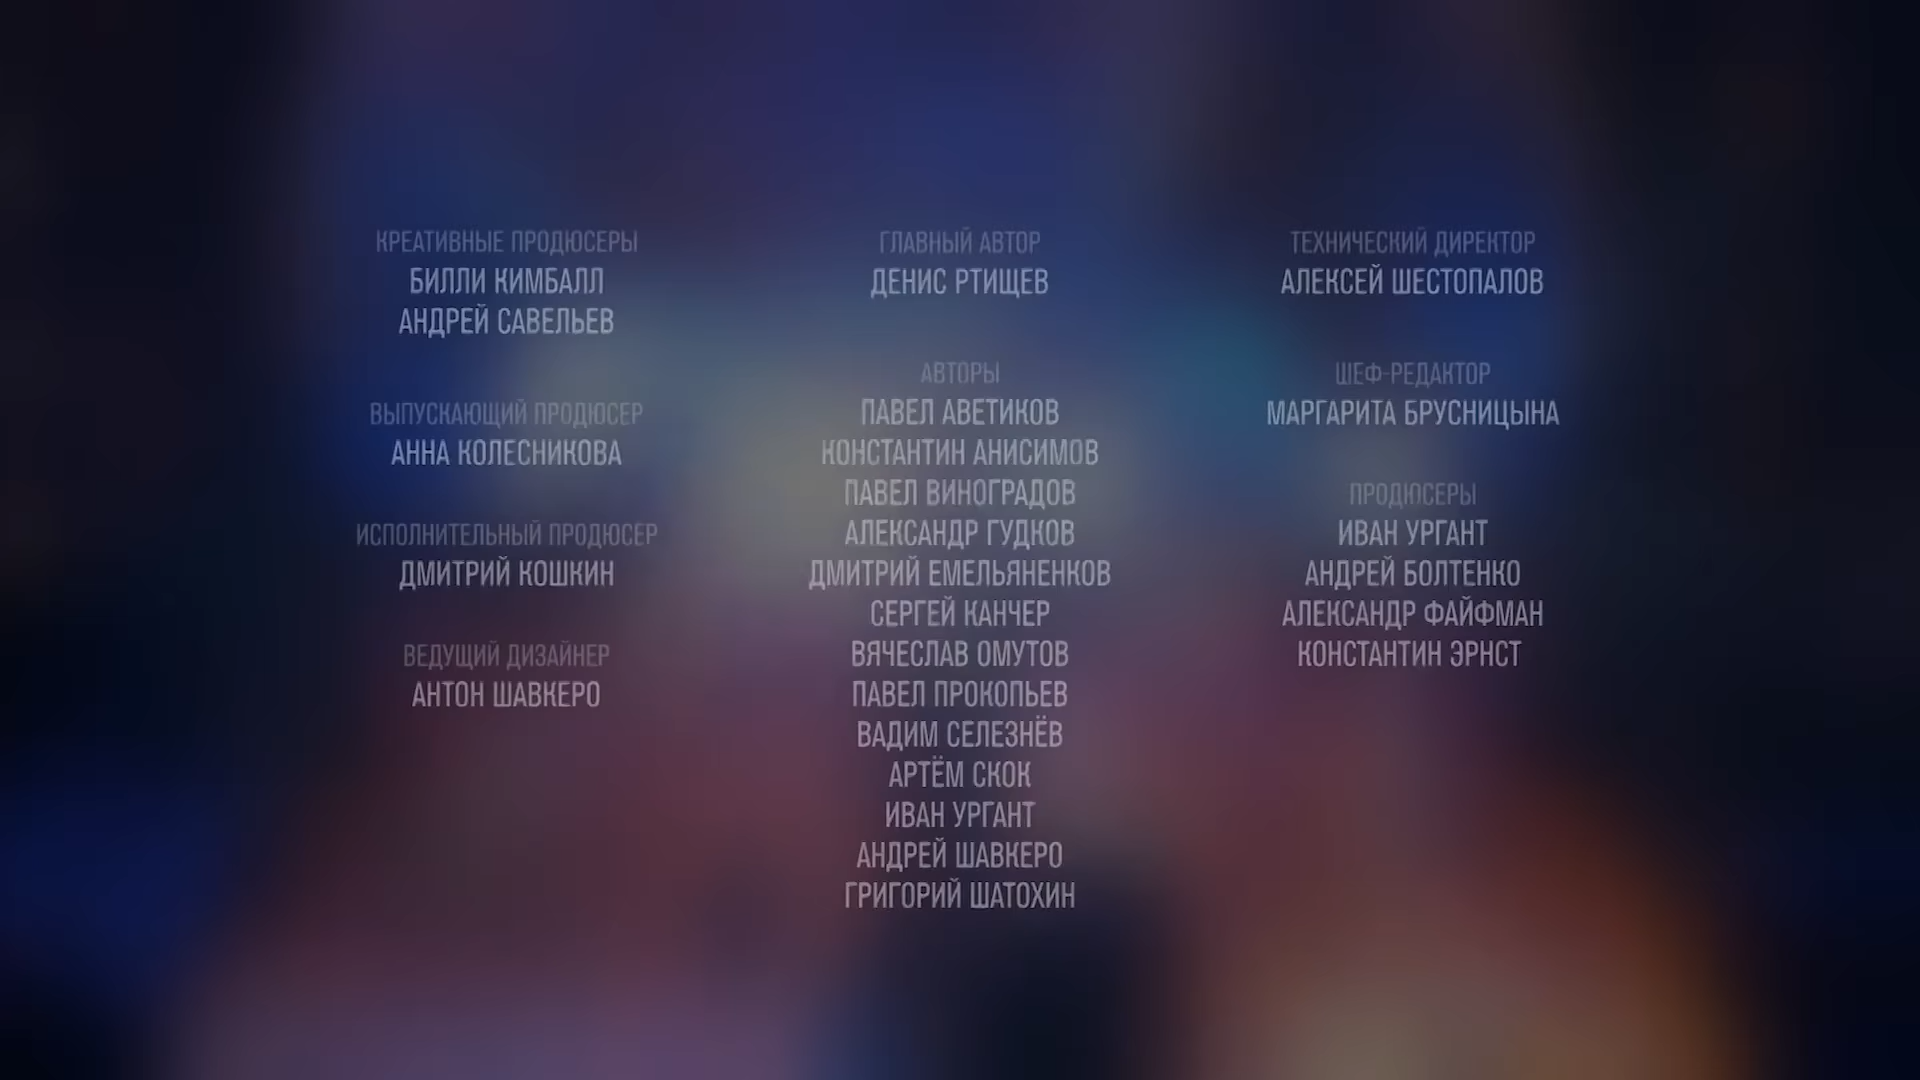 КРЕАТИВНЫЕ ПРОДЮСЕРЫ
БИЛЛИ КИМБАЛЛ
АНДРЕЙ САВЕЛЬЕВ
ВЫПУСКАЮЩИЙ ПРОДЮСЕР
АННА КОЛЕСНИКОВА
ИСПОЛНИТЕЛЬНЫЙ ПРОДЮСЕР
ДМИТРИЙ КОШКИН
ВЕДУЩИЙ ДИЗАЙНЕР
АНТОН ШАВКЕРО
ГЛАВНЫЙ АВТОР
ДЕНИС РТИЩЕВ
АВТОРЫ
ПАВЕЛ АВЕТИКОВ
КОНСТАНТИН АНИСИМОВ
ПАВЕЛ ВИНОГРАДОВ
АЛЕКСАНДР ГУДКОВ
ДМИТРИЙ ЕМЕЛЬЯНЕНКОВ
СЕРГЕЙ КАНЧЕР
ВЯЧЕСЛАВ ОМУТОВ
ПАВЕЛ ПРОКОПЬЕВ
ВАДИМ СЕЛЕЗНЁВ
АРТЁМ СКОК
ИВАН УРГАНТ
АНДРЕЙ ШАВКЕРО
ГРИГОРИЙ ШАТОХИН
ТЕХНИЧЕСКИЙ ДИРЕКТОР
АЛЕКСЕЙ ШЕСТОПАЛОВ
ШЕФ-РЕДАКТОР
МАРГАРИТА БРУСНИЦЫНА
ПРОДЮСЕРЫ
ИВАН УРГАНТ
АНДРЕЙ БОЛТЕНКО
АЛЕКСАНДР ФАЙФМАН
КОНСТАНТИН ЭРНСТ